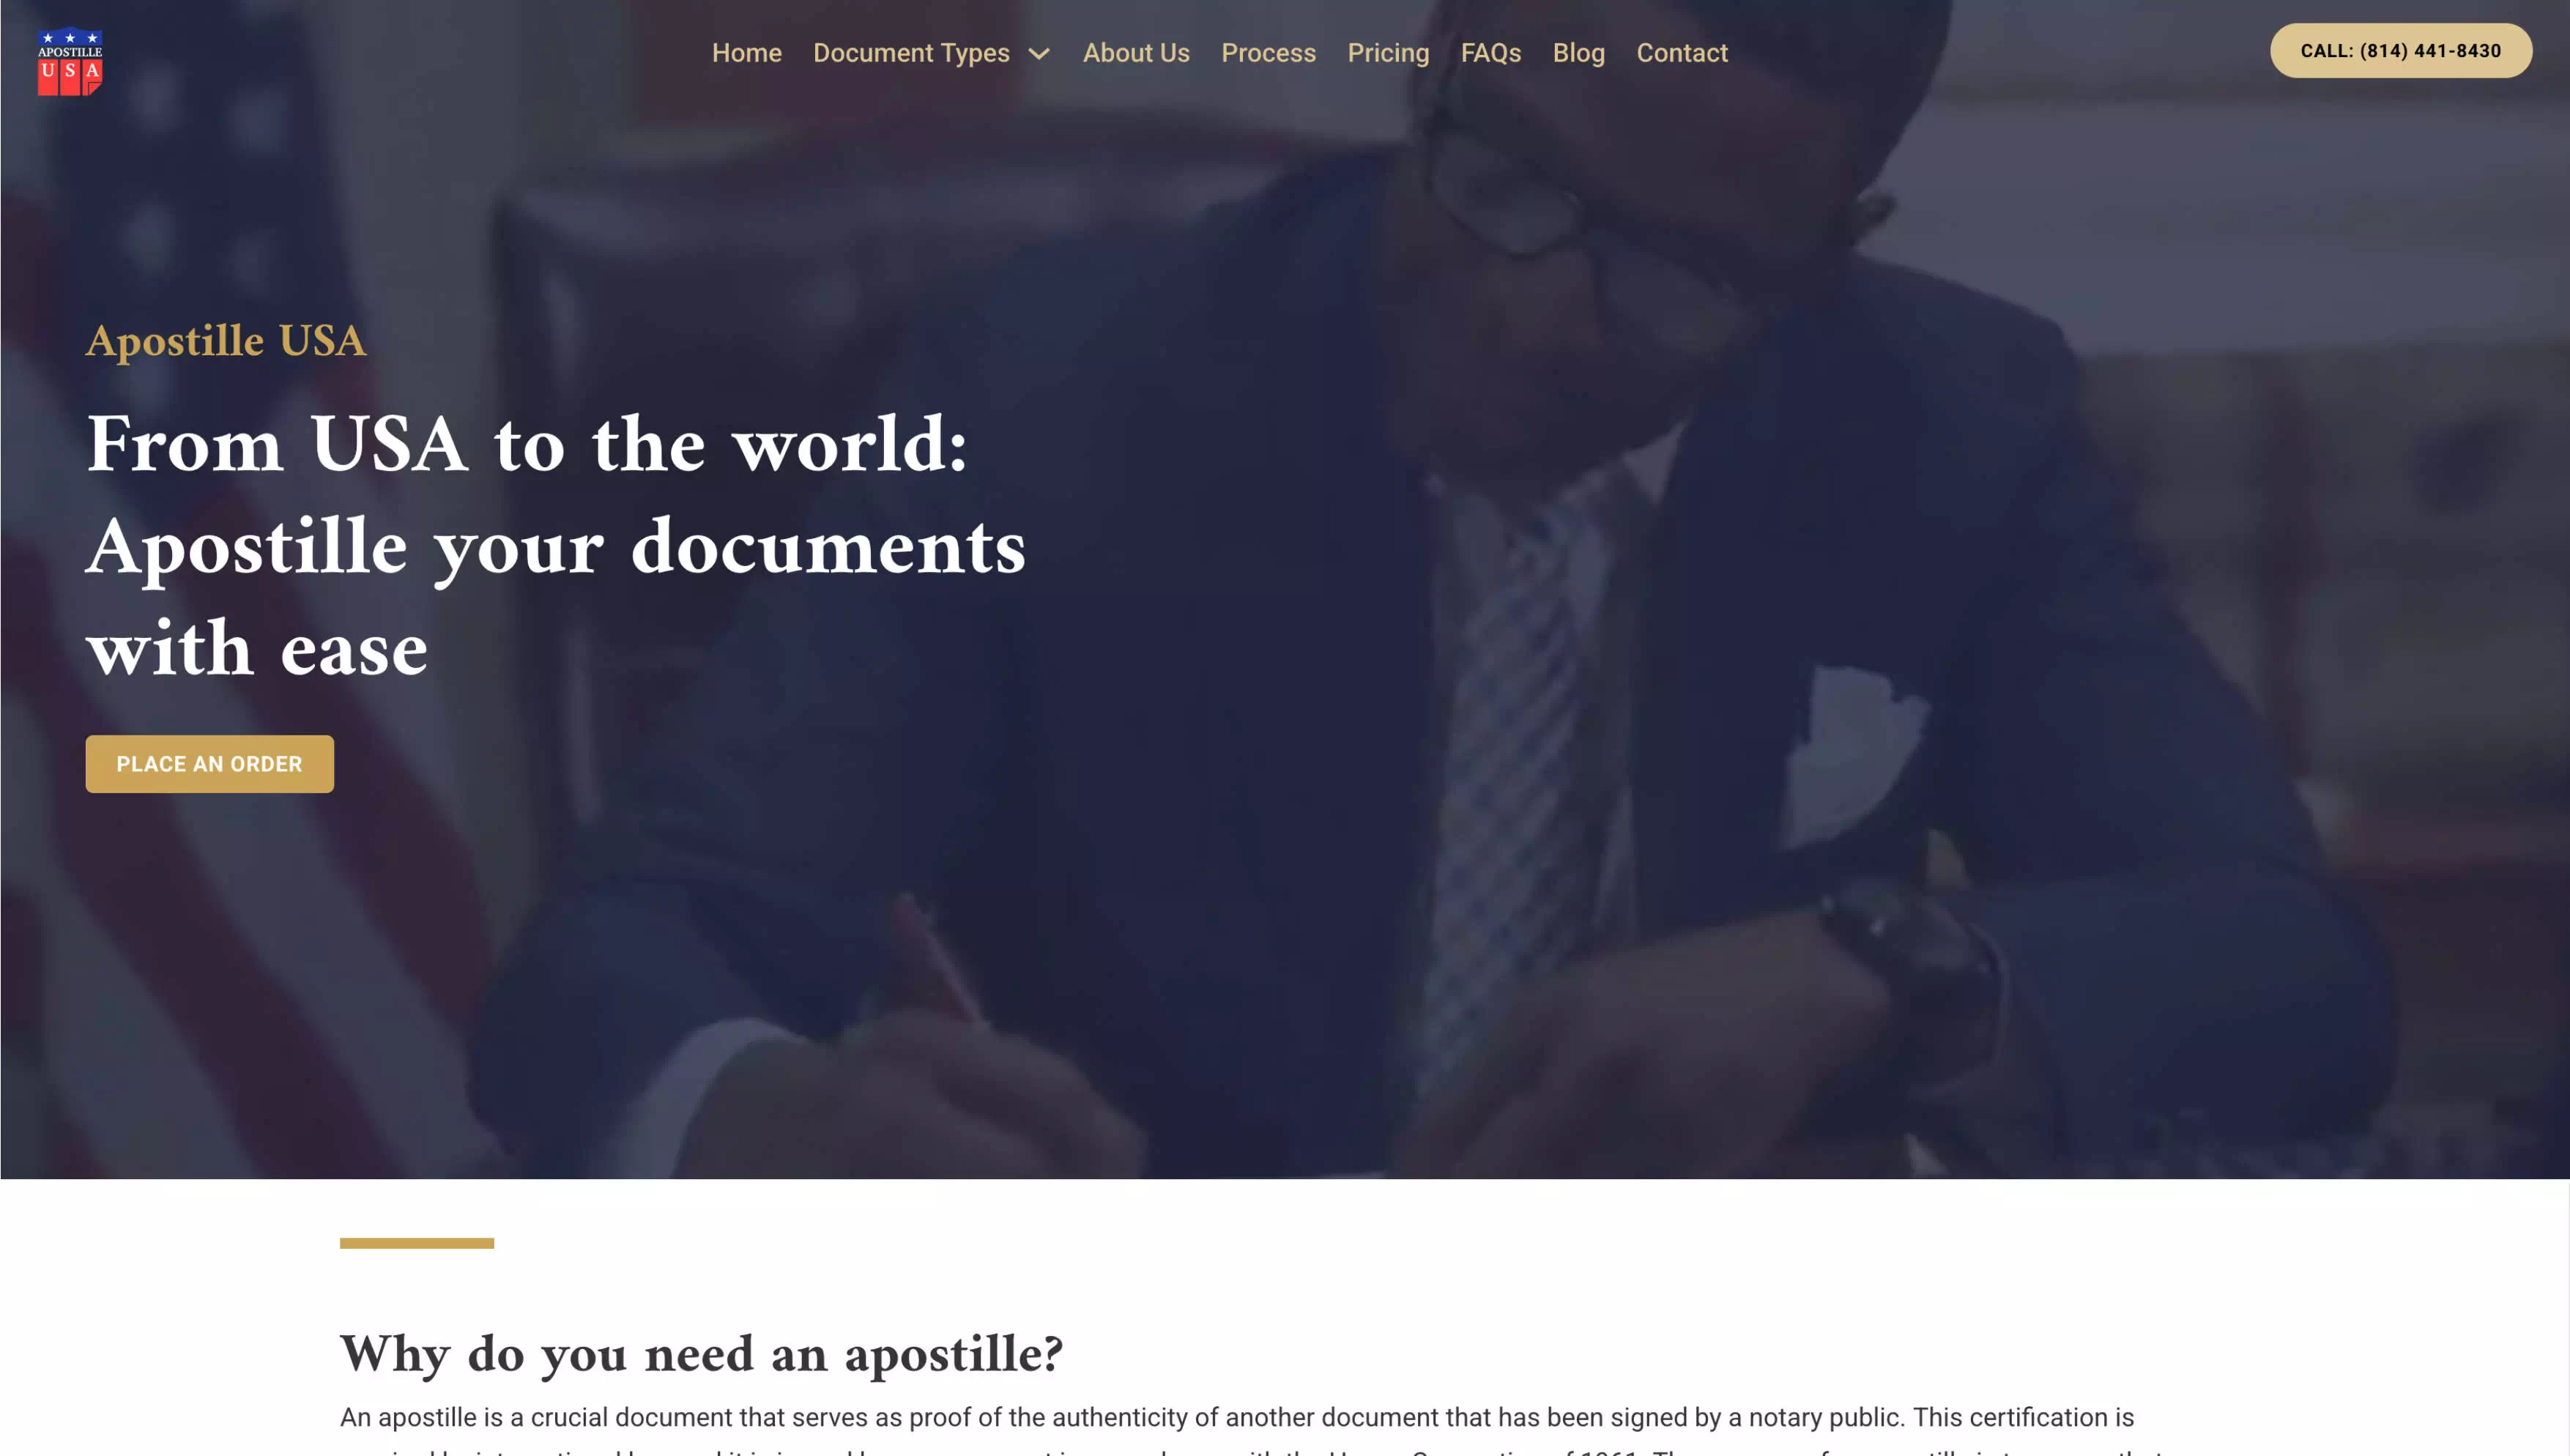 APOSTILLE
USA
Home Document Types About Us Process Pricing FAQs Blog Contact
CALL: (814) 441-8430
Apostille USA
From USA to the world:
Apostille your documents
with ease
PLACE AN ORDER
Why do you need an apostille?
An apostille is a crucial document that serves as proof of the authenticity of another document that has been signed by a notary public. This certification is